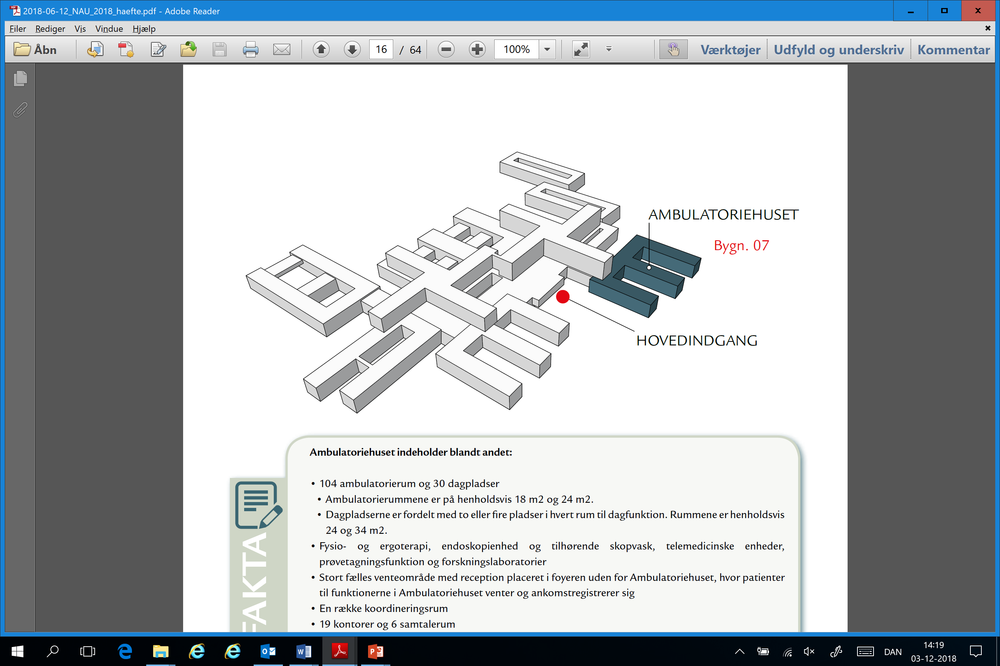 2018-06-12_NAU_2018_haefte.pdf - Adobe Reader
Filer Rediger Vis Vindue Hjælp
Åbn 16 / 64 100% Værktøjer Udfyld og underskriv Kommentar
AMBULATORIEHUSET
Bygn. 07
HOVEDINDGANG
Ambulatoriehuset indeholder blandt andet:
• 104 ambulatorierum og 30 dagpladser
• Ambulatorierummene er på henholdsvis 18 m2 og 24 m2.
• Dagpladserne er fordelt med to eller fire pladser i hvert rum til dagfunktion. Rummene er henholdsvis
24 og 34 m2.
• Fysio- og ergoterapi, endoskopienhed og tilhørende skopvask, telemedicinske enheder,
prøvetagningsfunktion og forskningslaboratorier
• Stort fælles venteområde med reception placeret i foyeren uden for Ambulatoriehuset, hvor patienter
til funktionerne i Ambulatoriehuset venter og ankomstregistrerer sig
• En række koordineringsrum
• 19 kontorer og 6 samtalerum
FAKTA
DAN
14:19
03-12-2018